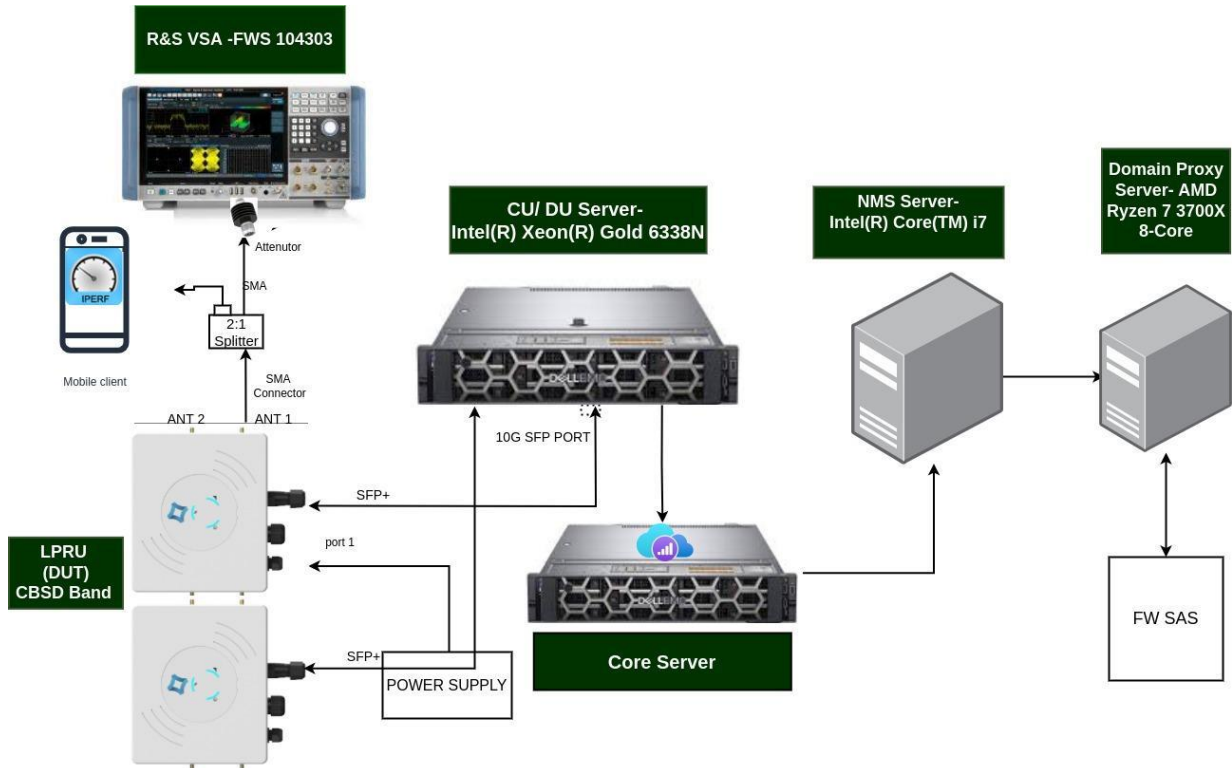 R&S VSA -FWS 104303
Attenutor
SMA
IPERF
2:1
Splitter
Mobile client
SMA
Connector
ANT 2
ANT 1
CU/ DU Server-
Intel(R) Xeon(R) Gold 6338N
DELLEMC
10G SFP PORT
SFP+
port 1
LPRU
(DUT)
CBSD Band
SFP+
POWER SUPPLY
DELLEMC
Core Server
NMS Server-
Intel(R) Core(TM) i7
Domain Proxy
Server- AMD
Ryzen 7 3700X
8-Core
FW SAS